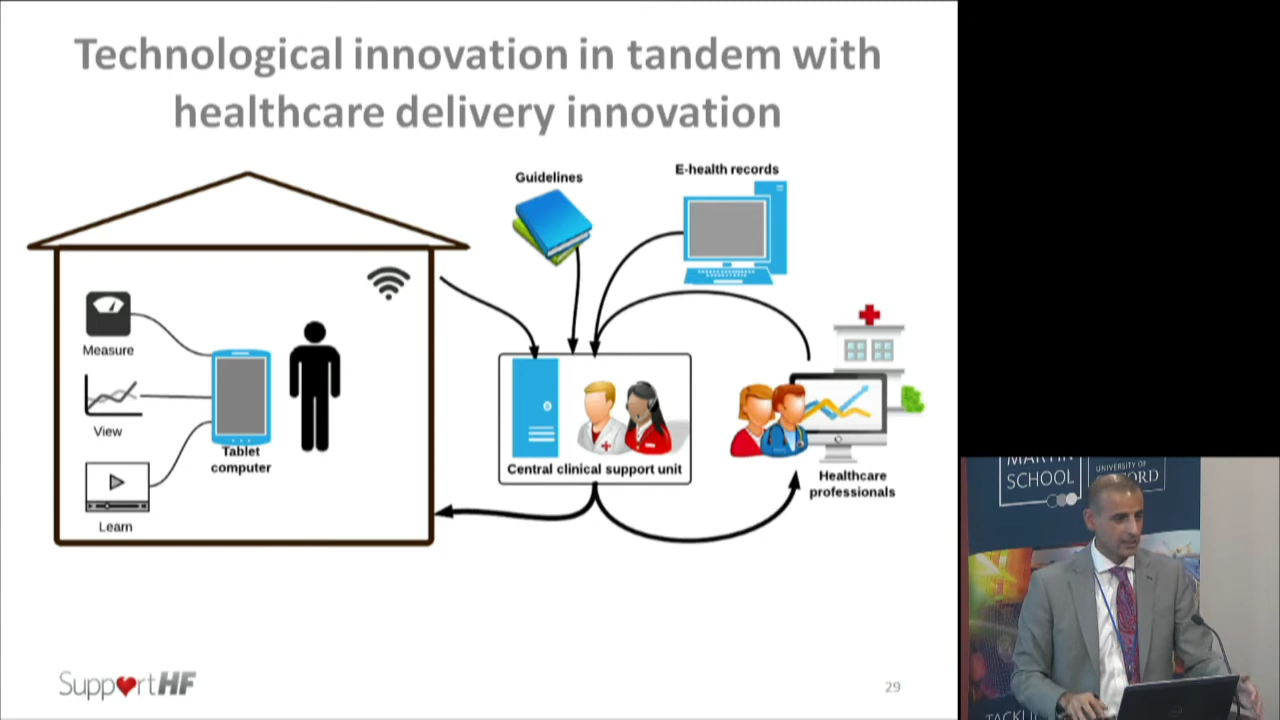 Technological innovation in tandem with
healthcare delivery innovation
Guidelines
E-health records
Measure
View
Learn
Tablet
computer
Central clinical support unit
Healthcare
professionals
SupportHF
29
MARTIN
SCHOOL
UNIVERSITY OF